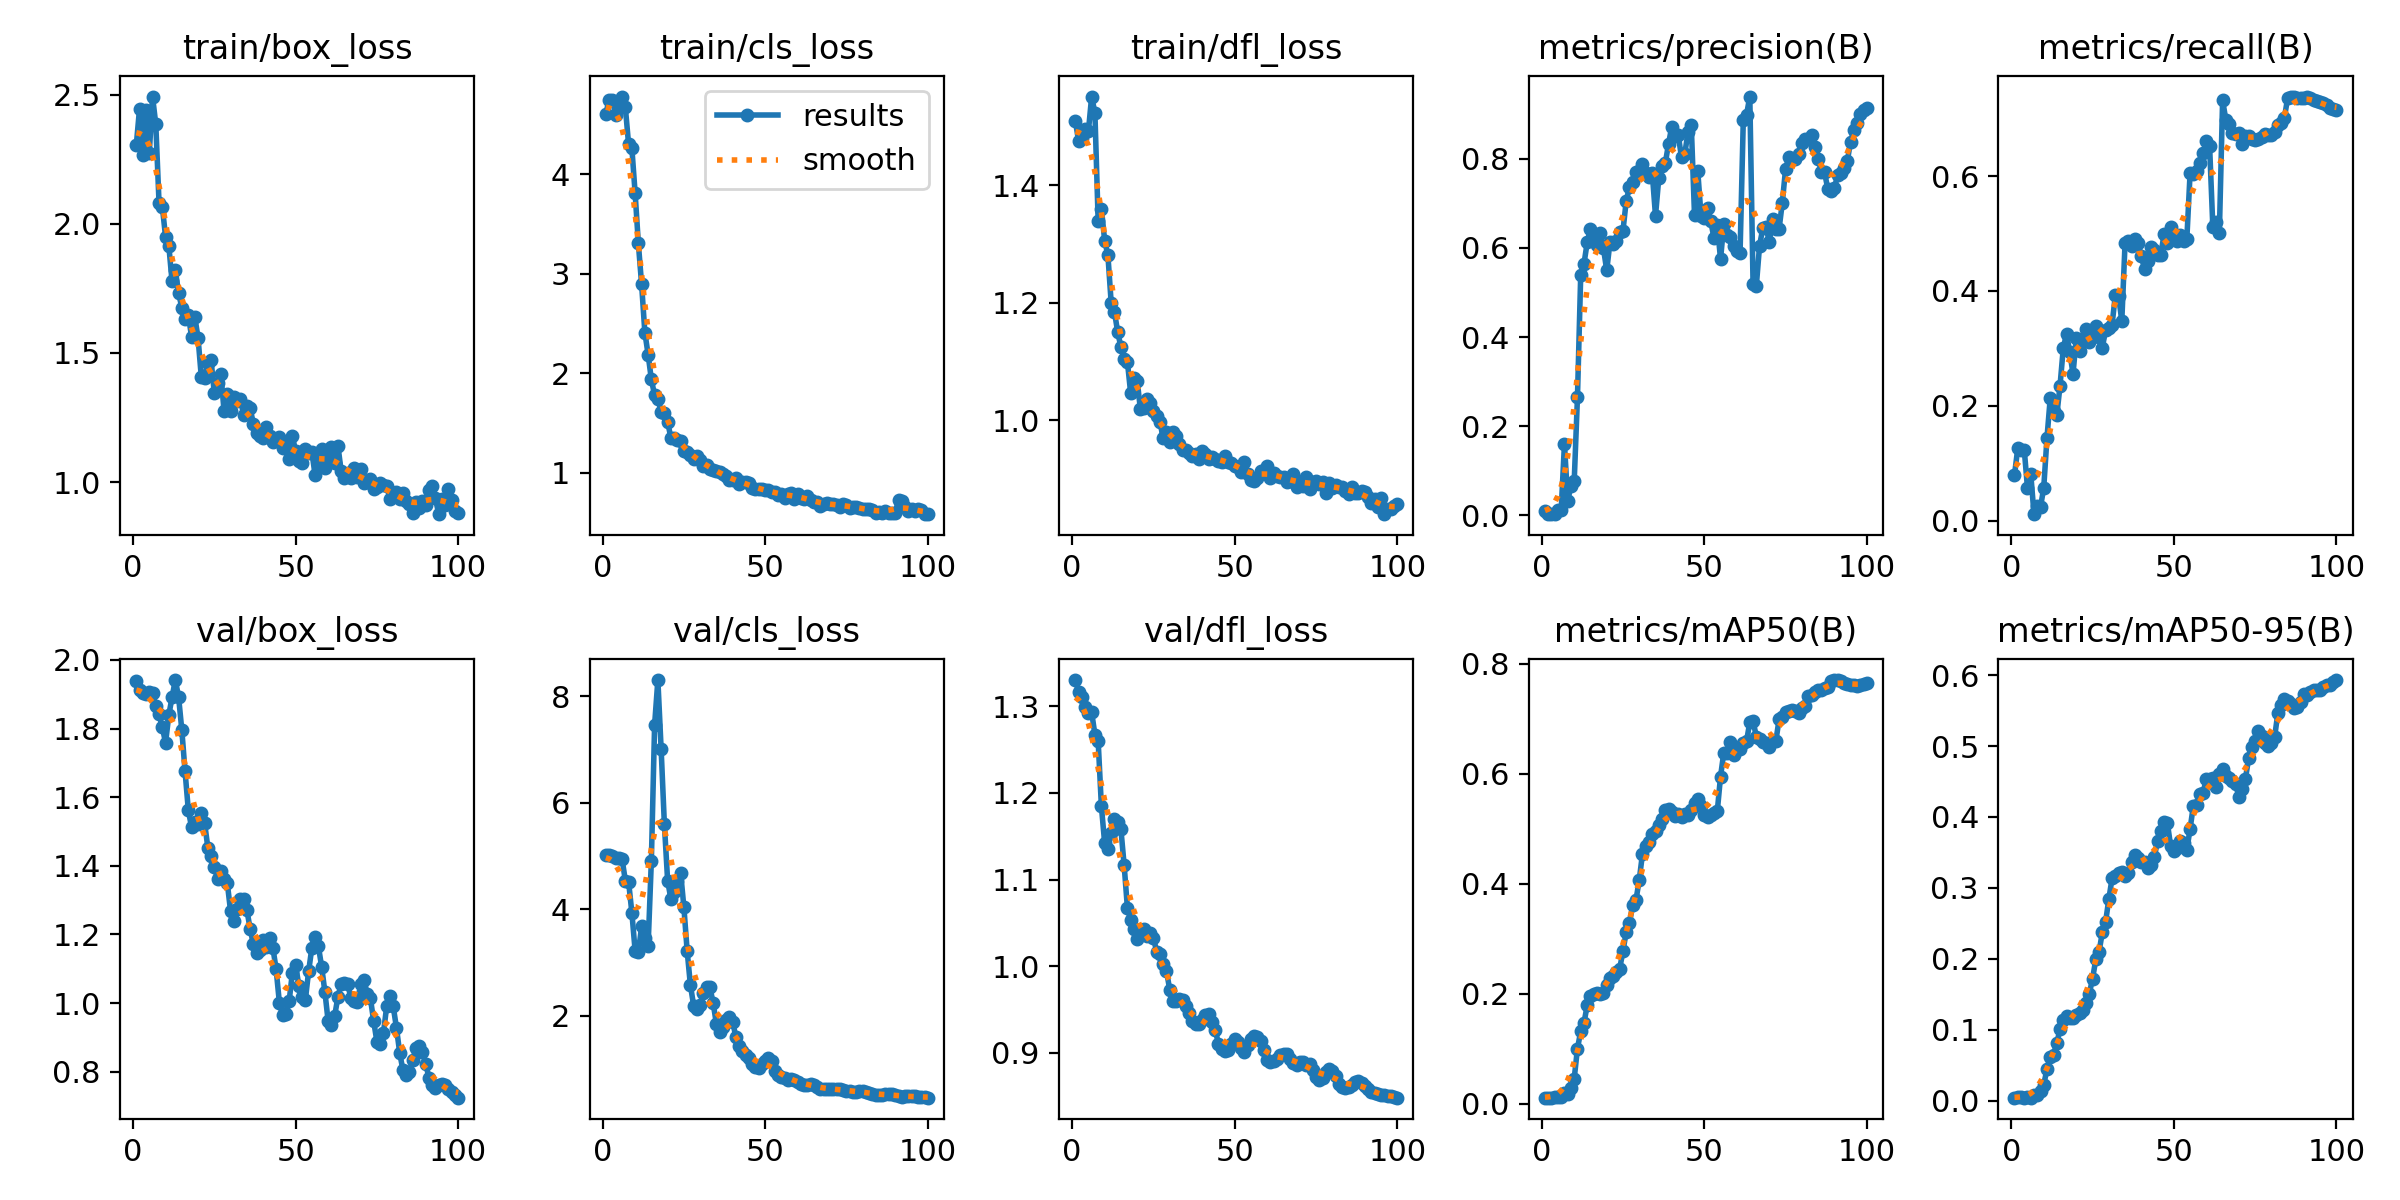 train/box_loss
2.5
2.0
1.5
1.0
0 50 100
train/cls_loss
results
smooth
4
3
2
1
0 50 100
train/dfl_loss
1.4
1.2
1.0
0 50 100
metrics/precision(B)
0.8
0.6
0.4
0.2
0.0
0 50 100
metrics/recall(B)
0.6
0.4
0.2
0.0
0 50 100
val/box_loss
2.0
1.8
1.6
1.4
1.2
1.0
0.8
0 50 100
val/cls_loss
8
6
4
2
0 50 100
val/dfl_loss
1.3
1.2
1.1
1.0
0.9
0 50 100
metrics/mAP50(B)
0.8
0.6
0.4
0.2
0.0
0 50 100
metrics/mAP50-95(B)
0.6
0.5
0.4
0.3
0.2
0.1
0.0
0 50 100